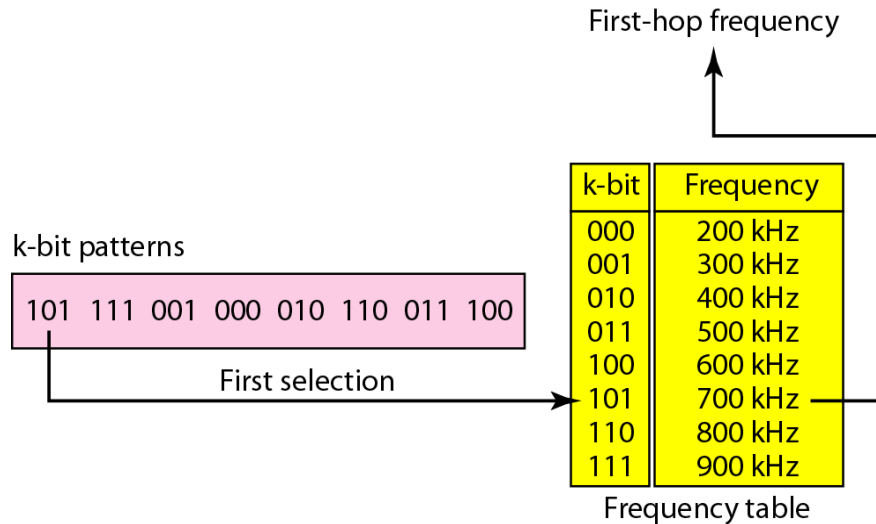 First-hop frequency
k-bit Frequency
000 200 kHz
001 300 kHz
010 400 kHz
011 500 kHz
100 600 kHz
101 700 kHz
110 800 kHz
111 900 kHz
Frequency table
k-bit patterns
101 111 001 000 010 110 011 100
First selection